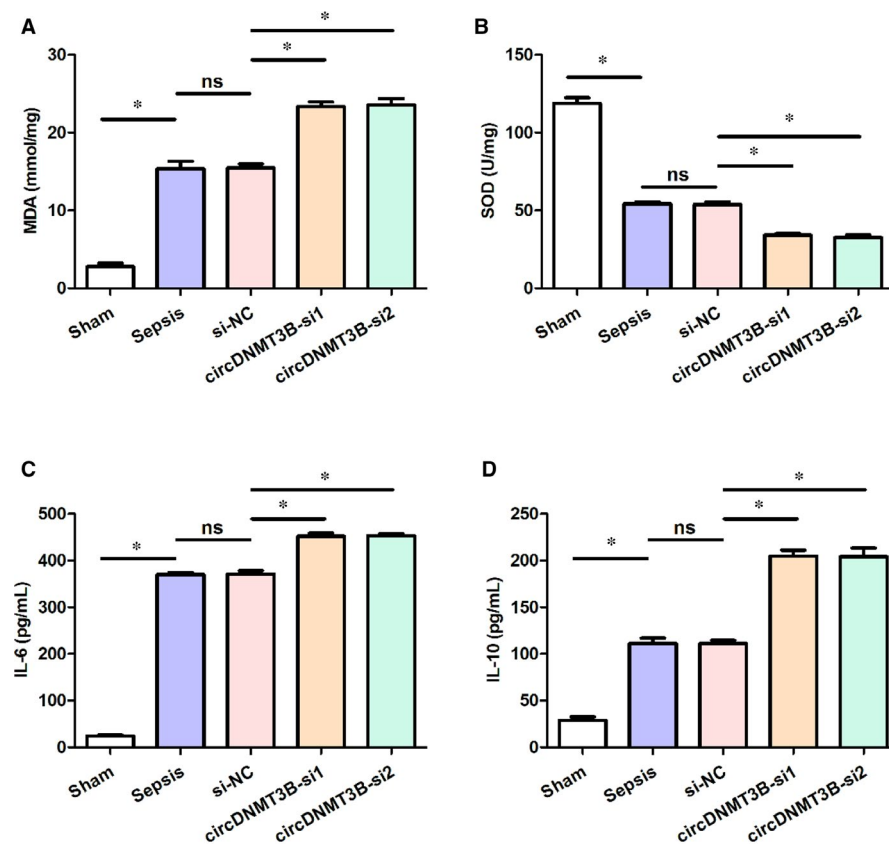 A
MDA (mmol/mg)
30
20
10
0
*
ns
*
*
Sham
Sepsis
si-NC
circDNMT3B-si1
circDNMT3B-si2
B
SOD (U/mg)
150
100
50
0
*
ns
*
*
Sham
Sepsis
si-NC
circDNMT3B-si1
circDNMT3B-si2
C
IL-6 (pg/mL)
500
400
300
200
100
0
*
ns
*
*
Sham
Sepsis
si-NC
circDNMT3B-si1
circDNMT3B-si2
D
IL-10 (pg/mL)
250
200
150
100
50
0
*
ns
*
*
Sham
Sepsis
si-NC
circDNMT3B-si1
circDNMT3B-si2